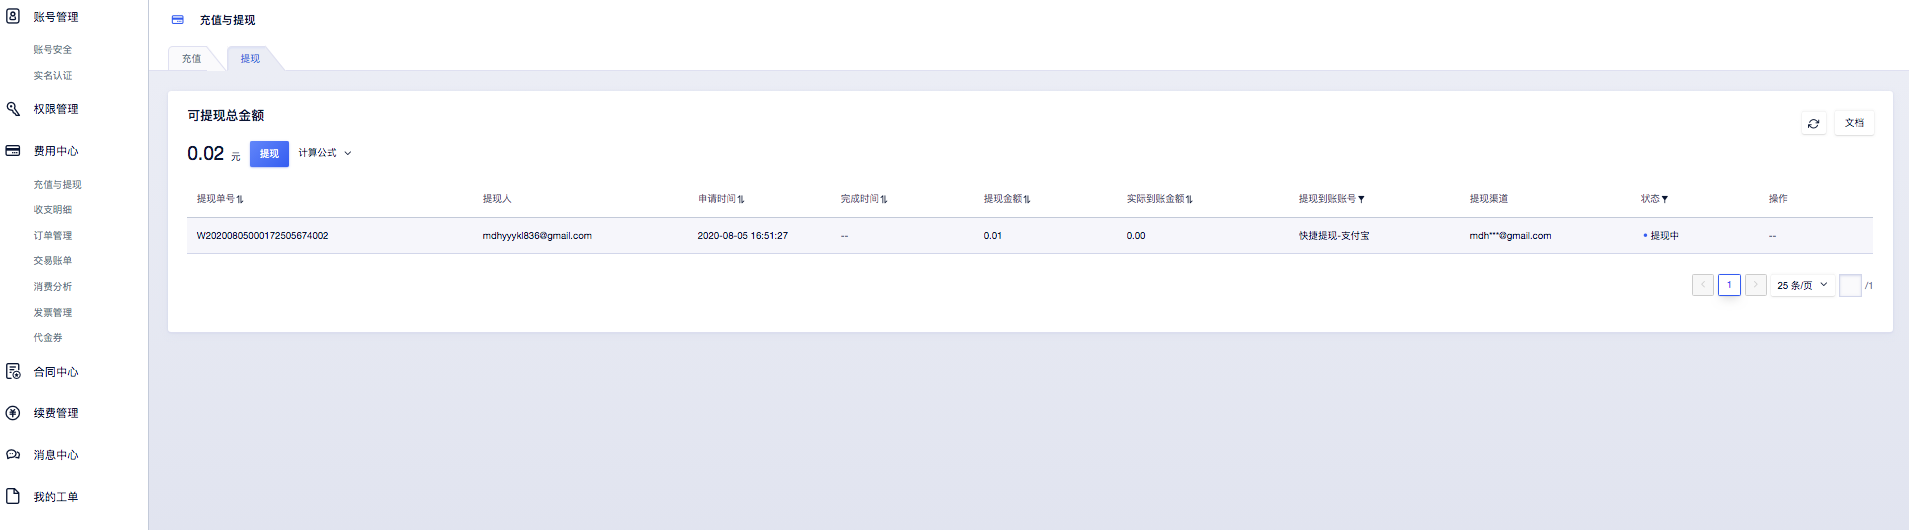 账号管理
账号安全
实名认证
权限管理
费用中心
充值与提现
收支明细
订单管理
交易账单
消费分析
发票管理
代金券
合同中心
续费管理
消息中心
我的工单
充值与提现
充值 提现
可提现总金额
文档
0.02 元 提现 计算公式
提现单号 提现人 申请时间 完成时间 提现金额 实际到账金额 提现到账账号 提现渠道 状态 操作
W2020080500017250567​4002 mdhyyykl836@gmail.com 2020-08-05 16:51:27 -- 0.01 0.00 快捷提现-支付宝 mdh***@gmail.com 提现中 --
1 25 条/页 /1